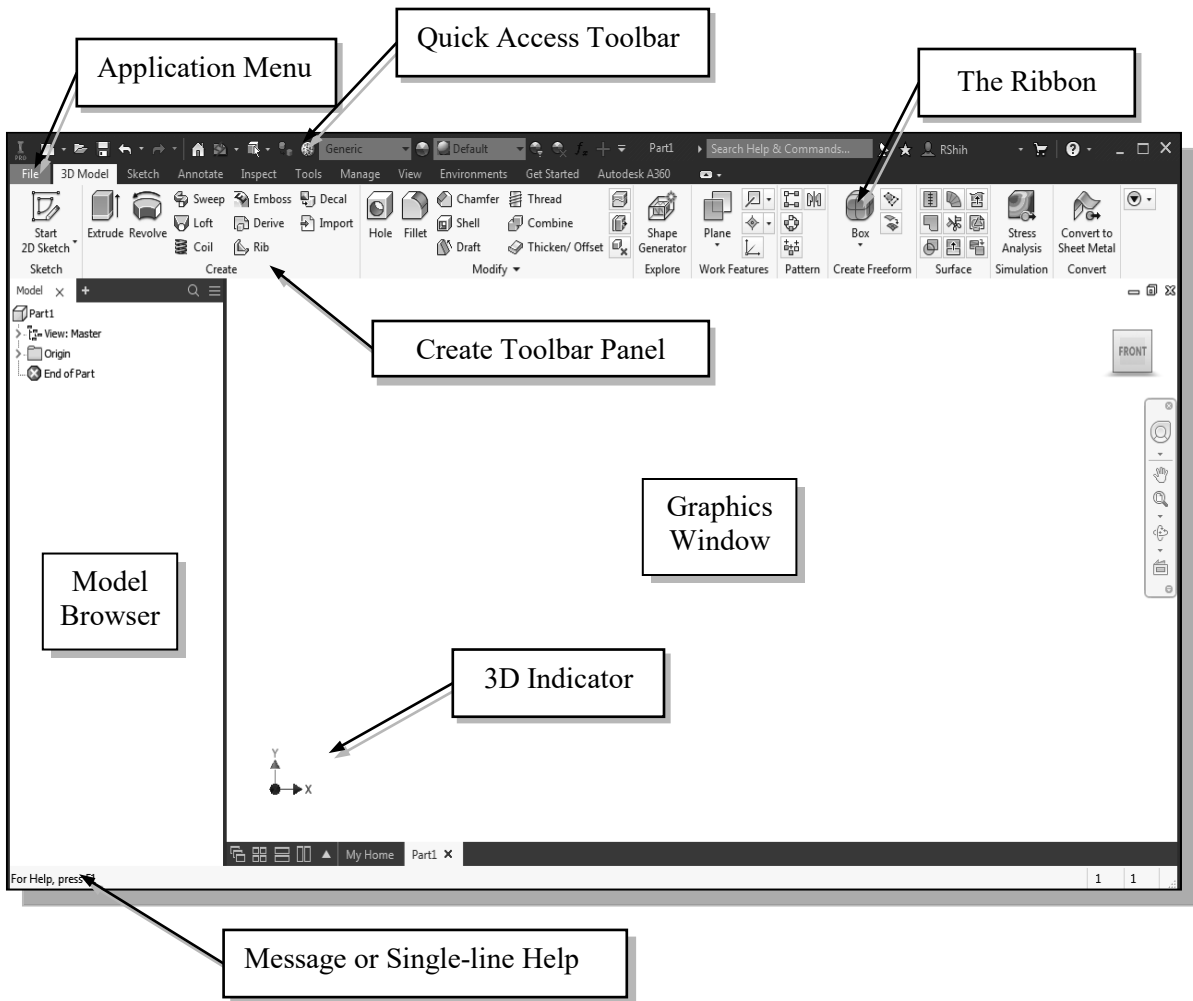 Quick Access Toolbar
Application Menu
The Ribbon
I PRO Generic Default Part1 Search Help & Commands... RShih
File 3D Model Sketch Annotate Inspect Tools Manage View Environments Get Started Autodesk A360
Start
2D Sketch
Extrude Revolve
Sweep Emboss Decal
Loft Derive Import
Coil Rib
Hole Fillet
Chamfer Thread
Shell Combine
Draft Thicken/ Offset
Shape
Generator
Plane
Box
Stress
Analysis
Convert to
Sheet Metal
Sketch Create Modify Explore Work Features Pattern Create Freeform Surface Simulation Convert
Model
Part1
View: Master
Origin
End of Part
Create Toolbar Panel
FRONT
Graphics
Window
Model
Browser
3D Indicator
Y
X
My Home Part1
For Help, press F1
1 1
Message or Single-line Help